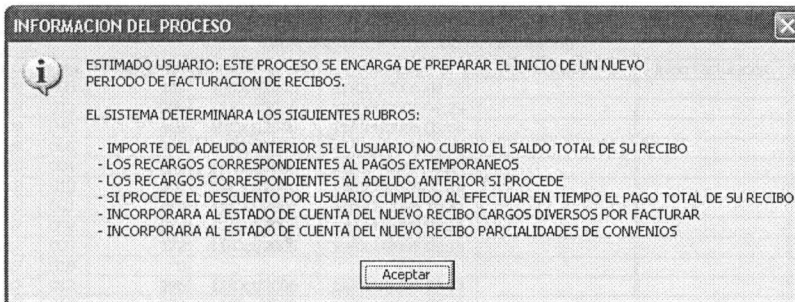 INFORMACION DEL PROCESO
ESTIMADO USUARIO: ESTE PROCESO SE ENCARGA DE PREPARAR EL INICIO DE UN NUEVO
PERIODO DE FACTURACION DE RECIBOS.
EL SISTEMA DETERMINARA LOS SIGUIENTES RUBROS:
- IMPORTE DEL ADEUDO ANTERIOR SI EL USUARIO NO CUBRIO EL SALDO TOTAL DE SU RECIBO
- LOS RECARGOS CORRESPONDIENTES AL PAGOS EXTEMPORANEOS
- LOS RECARGOS CORRESPONDIENTES AL ADEUDO ANTERIOR SI PROCEDE
- SI PROCEDE EL DESCUENTO POR USUARIO CUMPLIDO AL EFECTUAR EN TIEMPO EL PAGO TOTAL DE SU RECIBO
- INCORPORARA AL ESTADO DE CUENTA DEL NUEVO RECIBO CARGOS DIVERSOS POR FACTURAR
- INCORPORARA AL ESTADO DE CUENTA DEL NUEVO RECIBO PARCIALIDADES DE CONVENIOS
Aceptar